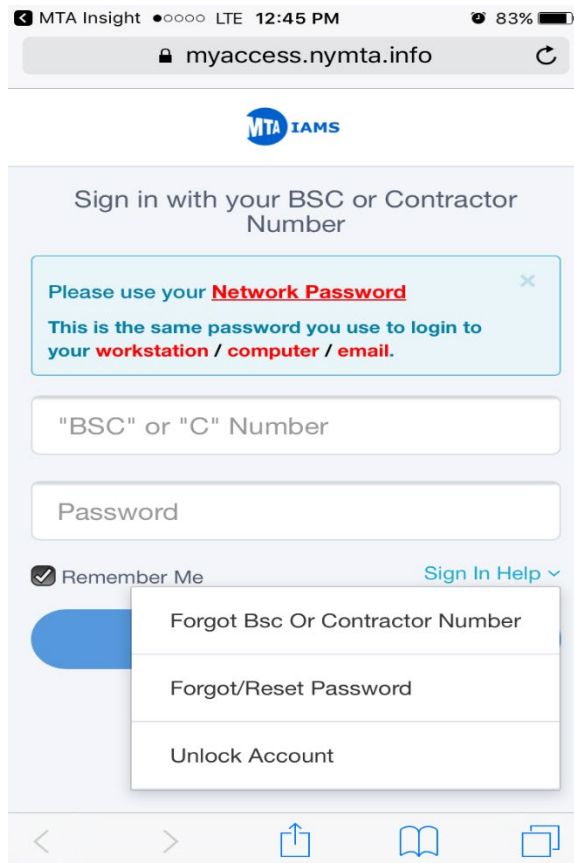 MTA Insight LTE 12:45 PM 83%
myaccess.nymta.info
MTA IAMS
Sign in with your BSC or Contractor
Number
Please use your Network Password
This is the same password you use to login to
your workstation / computer / email.
"BSC" or "C" Number
Password
Remember Me Sign In Help
Forgot Bsc Or Contractor Number
Forgot/Reset Password
Unlock Account